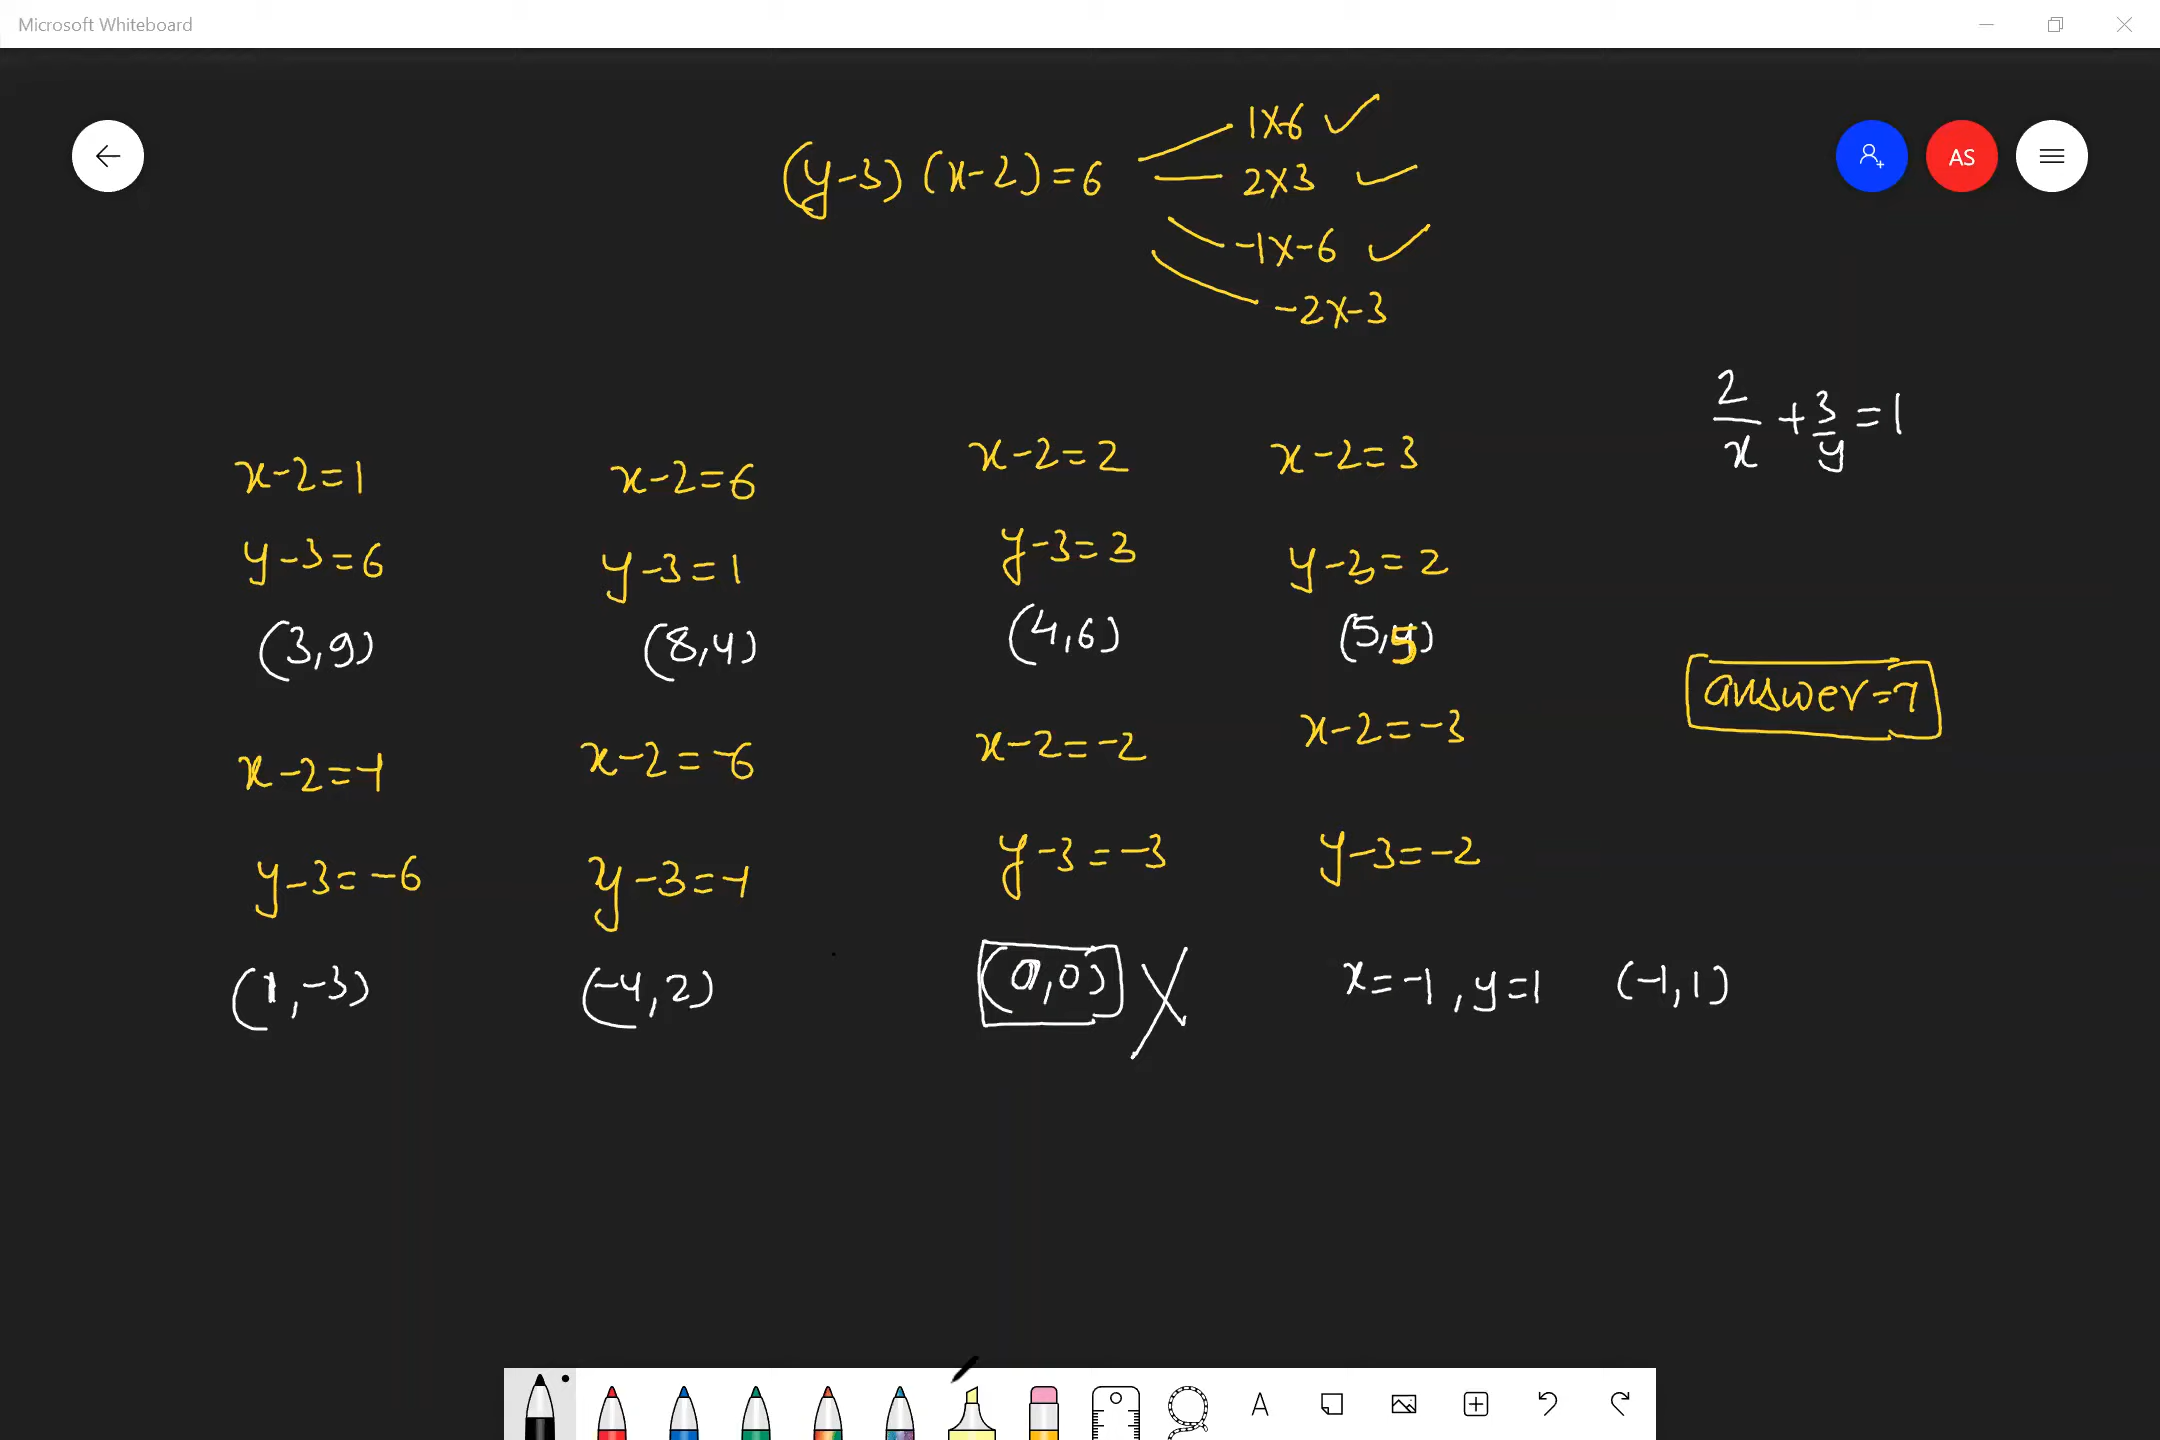 Microsoft Whiteboard
1x6 ✓
(y-3) (x-2) = 6
2x3 ✓
-1x-6 ✓
-2x-3
AS
2/x + 3/y = 1
x-2=1
x-2=6
x-2=2
x-2=3
y-3=6
y-3=1
y-3=3
y-3=2
(3,9)
(8,4)
(4,6)
(5,5)
answer=7
x-2=-1
x-2=-6
x-2=-2
x-2=-3
y-3=-6
y-3=-1
y-3=-3
y-3=-2
(1,-3)
(-4,2)
(0,0) X
x=-1, y=1 (-1,1)
A